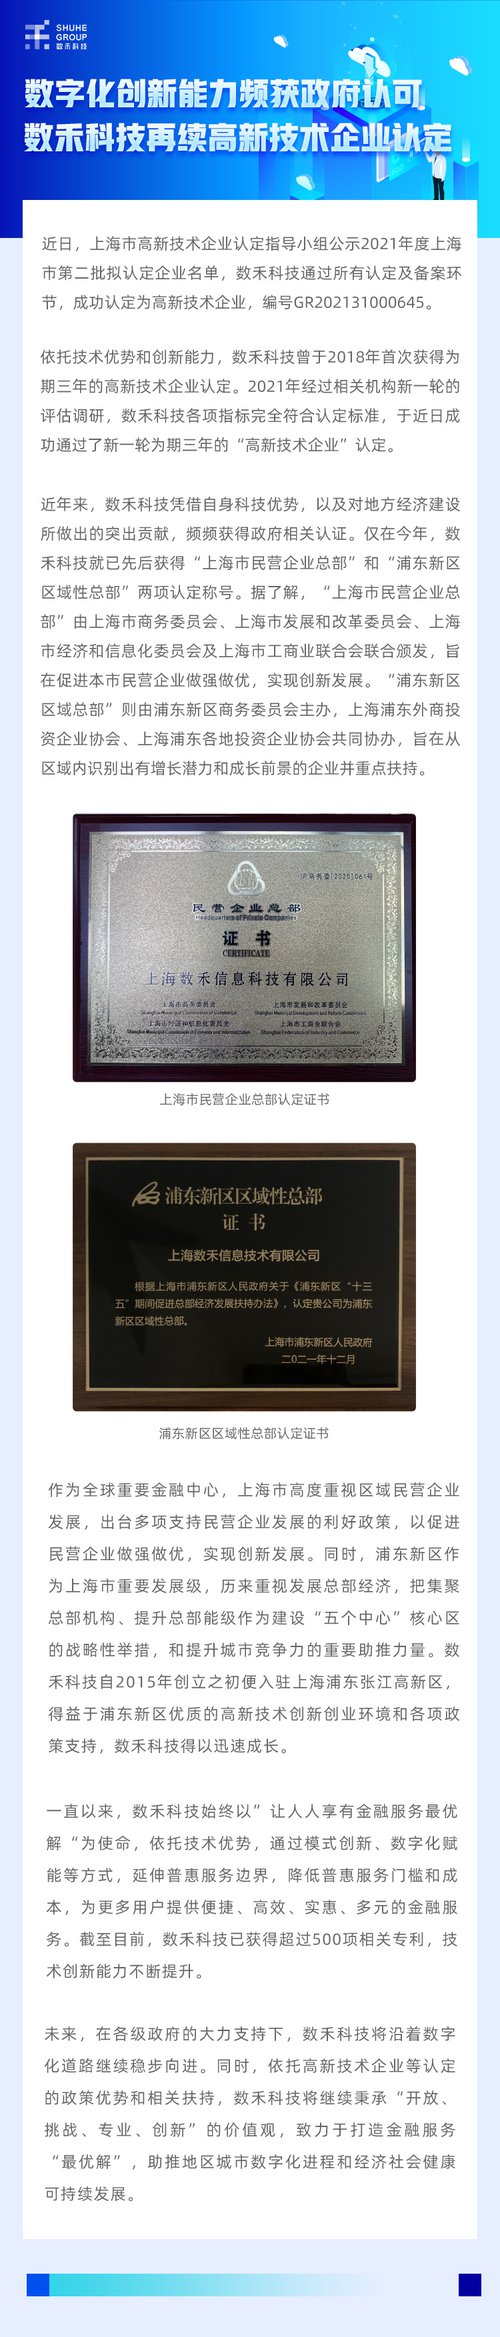 SHUHE
GROUP
数禾科技
数字化创新能力频获政府认可
数禾科技再续高新技术企业认定
近日，上海市高新技术企业认定指导小组公示2021年度上海
市第二批拟认定企业名单，数禾科技通过所有认定及备案环
节，成功认定为高新技术企业，编号GR202131000645。
依托技术优势和创新能力，数禾科技曾于2018年首次获得为
期三年的高新技术企业认定。2021年经过相关机构新一轮的
评估调研，数禾科技各项指标完全符合认定标准，于近日成
功通过了新一轮为期三年的“高新技术企业”认定。
近年来，数禾科技凭借自身科技优势，以及对地方经济建设
所做出的突出贡献，频频获得政府相关认证。仅在今年，数
禾科技就已先后获得“上海市民营企业总部”和“浦东新区
区域性总部”两项认定称号。据了解，“上海市民营企业总
部”由上海市商务委员会、上海市发展和改革委员会、上海
市经济和信息化委员会及上海市工商业联合会联合颁发，旨
在促进本市民营企业做强做优，实现创新发展。“浦东新区
区域总部”则由浦东新区商务委员会主办，上海浦东外商投
资企业协会、上海浦东各地投资企业协会共同协办，旨在从
区域内识别出有增长潜力和成长前景的企业并重点扶持。
沪商外资[2020]061号
民营企业总部
Headquarters of Private Companies
证 书
CERTIFICATE
上海数禾信息科技有限公司
上海市商务委员会 上海市发展和改革委员会
Shanghai Municipal Commission of Commerce Shanghai Municipal Development and Reform Commission
上海市经济和信息化委员会 上海市工商业联合会
Shanghai Municipal Commission of Economy and Informatization Shanghai Federation of Industry and Commerce
上海市民营企业总部认定证书
浦东新区区域性总部
证 书
上海数禾信息技术有限公司
根据上海市浦东新区人民政府关于《浦东新区“十三
五”期间促进总部经济发展扶持办法》，认定贵公司为浦东
新区区域性总部。
上海市浦东新区人民政府
二〇二一年十二月
浦东新区区域性总部认定证书
作为全球重要金融中心，上海市高度重视区域民营企业
发展，出台多项支持民营企业发展的利好政策，以促进
民营企业做强做优，实现创新发展。同时，浦东新区作
为上海市重要发展级，历来重视发展总部经济，把集聚
总部机构、提升总部能级作为建设“五个中心”核心区
的战略性举措，和提升城市竞争力的重要助推力量。数
禾科技自2015年创立之初便入驻上海浦东张江高新区，
得益于浦东新区优质的高新技术创新创业环境和各项政
策支持，数禾科技得以迅速成长。
一直以来，数禾科技始终以”让人人享有金融服务最优
解“为使命，依托技术优势，通过模式创新、数字化赋
能等方式，延伸普惠服务边界，降低普惠服务门槛和成
本，为更多用户提供便捷、高效、实惠、多元的金融服
务。截至目前，数禾科技已获得超过500项相关专利，技
术创新能力不断提升。
未来，在各级政府的大力支持下，数禾科技将沿着数字
化道路继续稳步向进。同时，依托高新技术企业等认定
的政策优势和相关扶持，数禾科技将继续秉承“开放、
挑战、专业、创新”的价值观，致力于打造金融服务
“最优解”，助推地区城市数字化进程和经济社会健康
可持续发展。